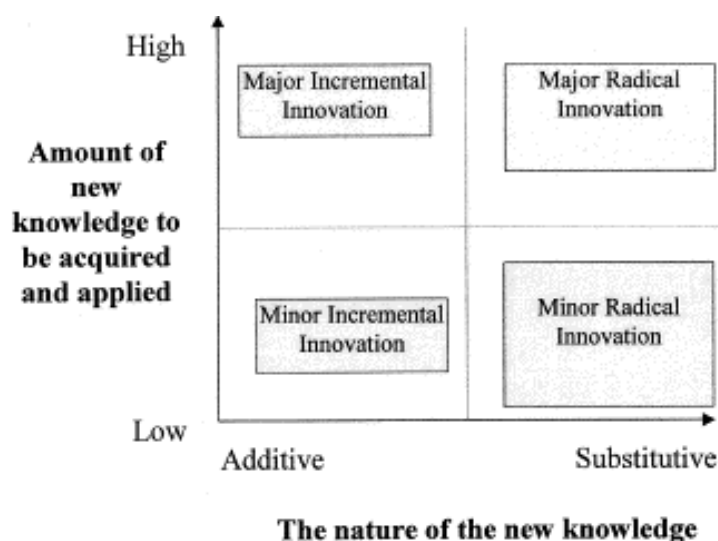 High
Major Incremental
Innovation
Major Radical
Innovation
Amount of
new
knowledge to
be acquired
and applied
Minor Incremental
Innovation
Minor Radical
Innovation
Low
Additive
Substitutive
The nature of the new knowledge